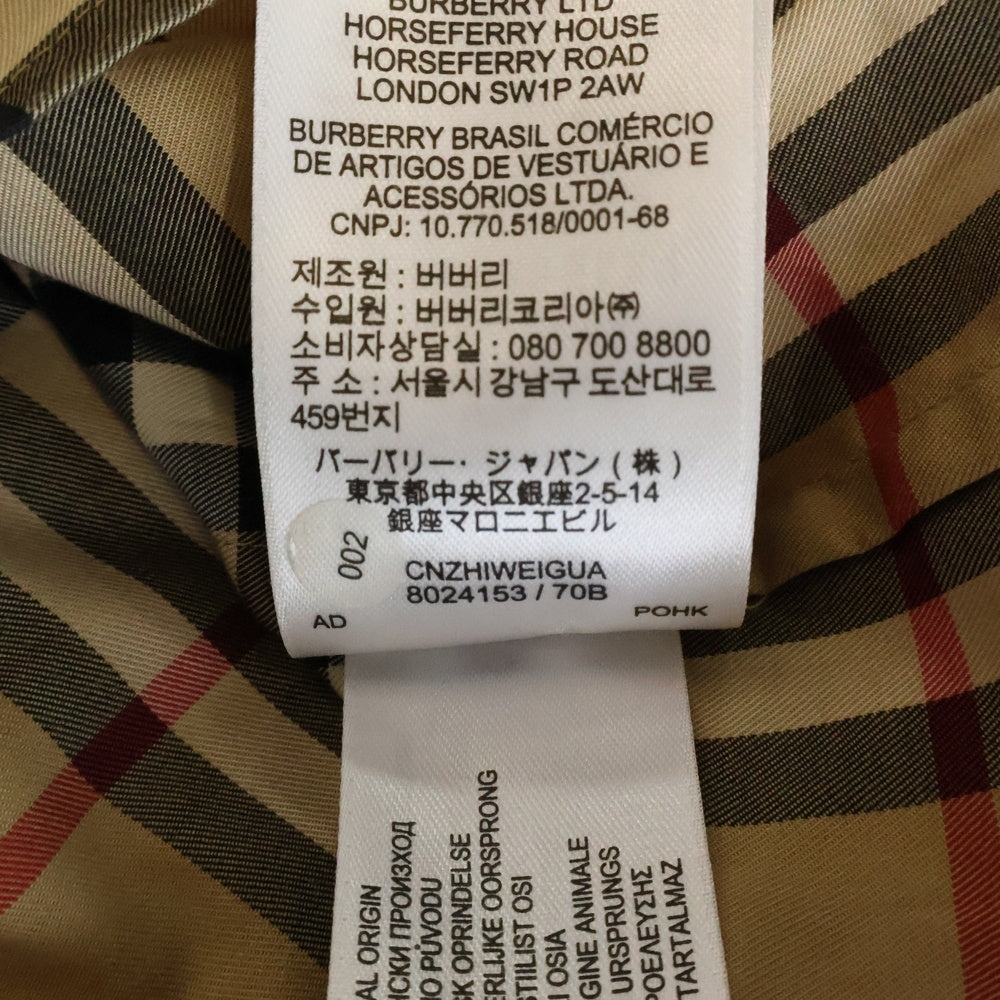 BURBERRY LTD
HORSEFERRY HOUSE
HORSEFERRY ROAD
LONDON SW1P 2AW
BURBERRY BRASIL COMÉRCIO
DE ARTIGOS DE VESTUÁRIO E
ACESSÓRIOS LTDA.
CNPJ: 10.770.518/0001-68
제조원 : 버버리
수입원 : 버버리코리아㈜
소비자상담실 : 080 700 8800
주 소 : 서울시 강남구 도산대로
459번지
バーバリー・ジャパン ( 株 )
東京都中央区銀座2-5-14
銀座マロニエビル
002
CNZHIWEIGUA
8024153 / 70B
AD
POHK
AL ORIGIN
НСКИ ПРОИЗХОД
HO PŮVODU
SK OPRINDELSE
ERLIJKE OORSPRONG
STIILIST OSI
I OSIA
GINE ANIMALE
URSPRUNGS
ΡΟΕΛΕΥΣΗΣ
TARTALMAZ